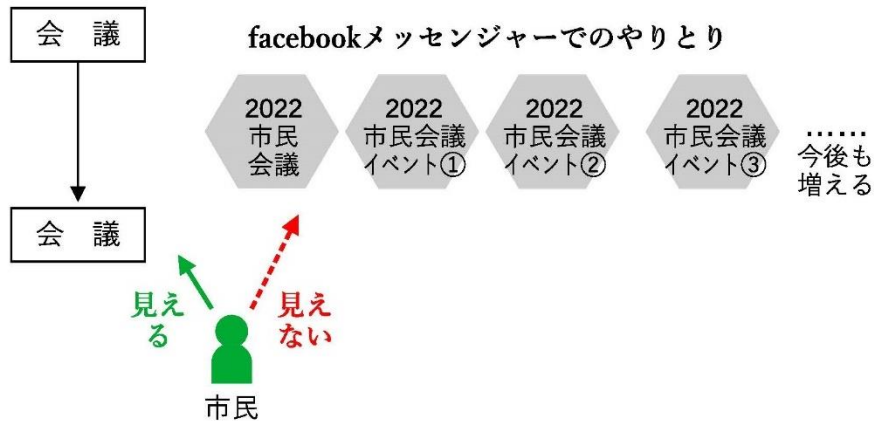 会　議
facebookメッセンジャーでのやりとり
2022
市民
会議
2022
市民会議
イベント①
2022
市民会議
イベント②
2022
市民会議
イベント③
……
今後も
増える
会　議
見え
る
見え
ない
市民